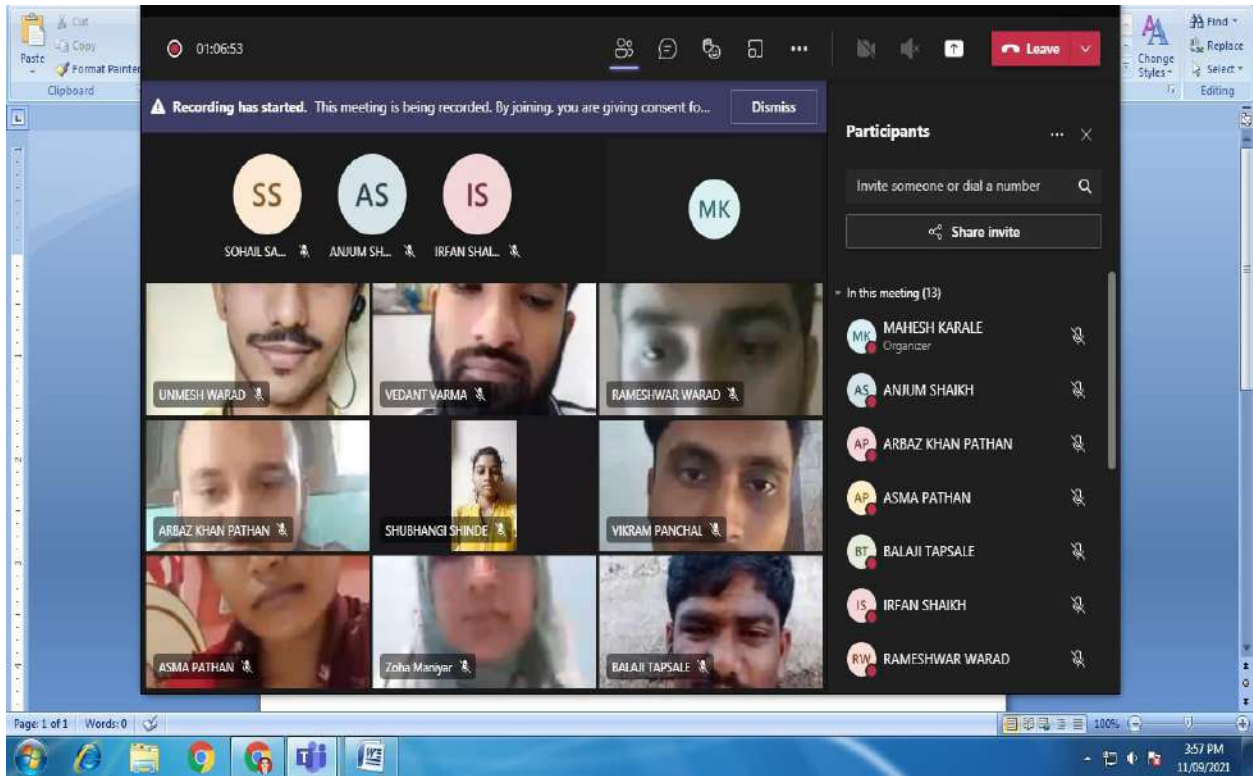 Cut
Copy
Format Painter
Paste
Clipboard
Find
Replace
Select
Change
Styles
Editing
01:06:53
Leave
Recording has started. This meeting is being recorded. By joining, you are giving consent fo...
Dismiss
SS
AS
IS
MK
SOHAIL SA...
ANJUM SH...
IRFAN SHAI...
UNMESH WARAD
VEDANT VARMA
RAMESHWAR WARAD
ARBAZ KHAN PATHAN
SHUBHANGI SHINDE
VIKRAM PANCHAL
ASMA PATHAN
Zoha Maniyar
BALAJI TAPSALE
Participants
Invite someone or dial a number
Share invite
In this meeting (13)
MK MAHESH KARALE
Organizer
AS ANJUM SHAIKH
AP ARBAZ KHAN PATHAN
AP ASMA PATHAN
BT BALAJI TAPSALE
IS IRFAN SHAIKH
RW RAMESHWAR WARAD
Page: 1 of 1 Words: 0
100%
3:57 PM
11/09/2021